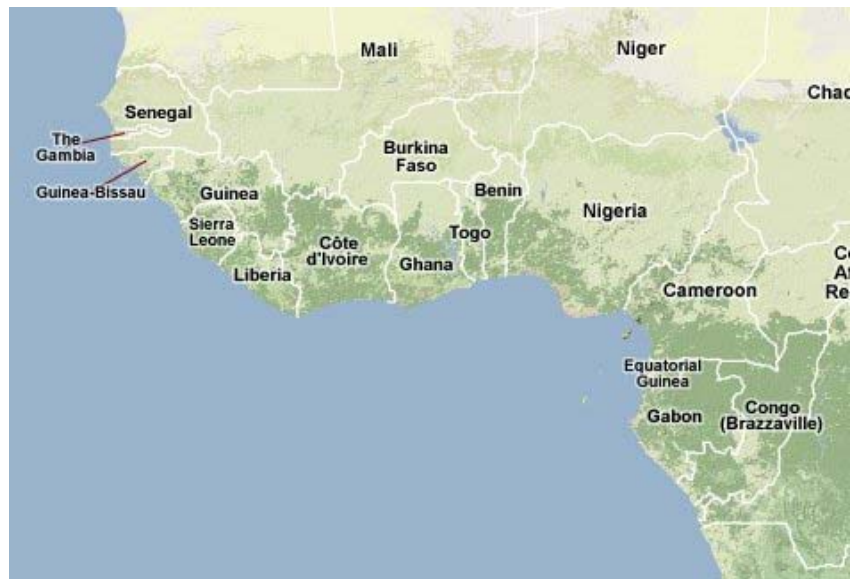 Mali
Niger
Chad
Senegal
The
Gambia
Burkina
Faso
Guinea-Bissau
Guinea
Benin
Nigeria
Sierra
Leone
Togo
Côte
d'Ivoire
Ghana
Liberia
Cameroon
Equatorial
Guinea
Gabon
Congo
(Brazzaville)